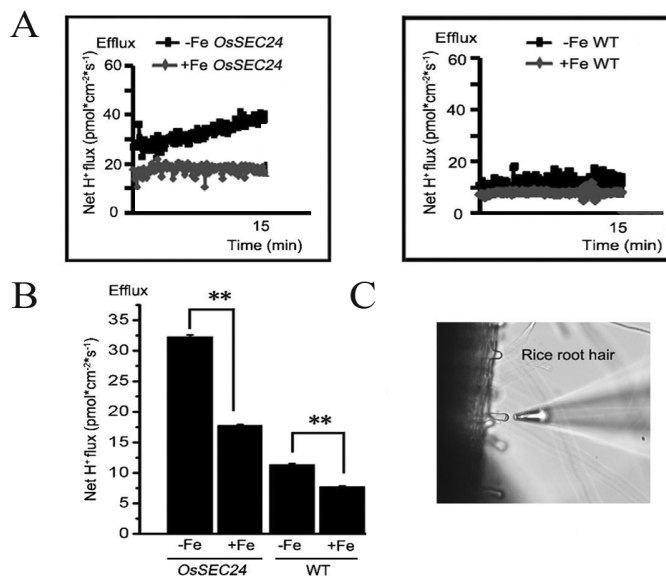 A
Efflux
-Fe OsSEC24
+Fe OsSEC24
60
40
20
10
0
Net H⁺ flux (pmol*cm⁻²*s⁻¹)
15
Time (min)
Efflux
-Fe WT
+Fe WT
60
40
20
10
0
Net H⁺ flux (pmol*cm⁻²*s⁻¹)
15
Time (min)
B
Efflux
**
**
35
30
25
20
15
10
5
0
Net H⁺ flux (pmol*cm⁻²*s⁻¹)
-Fe +Fe -Fe +Fe
OsSEC24 WT
C
Rice root hair